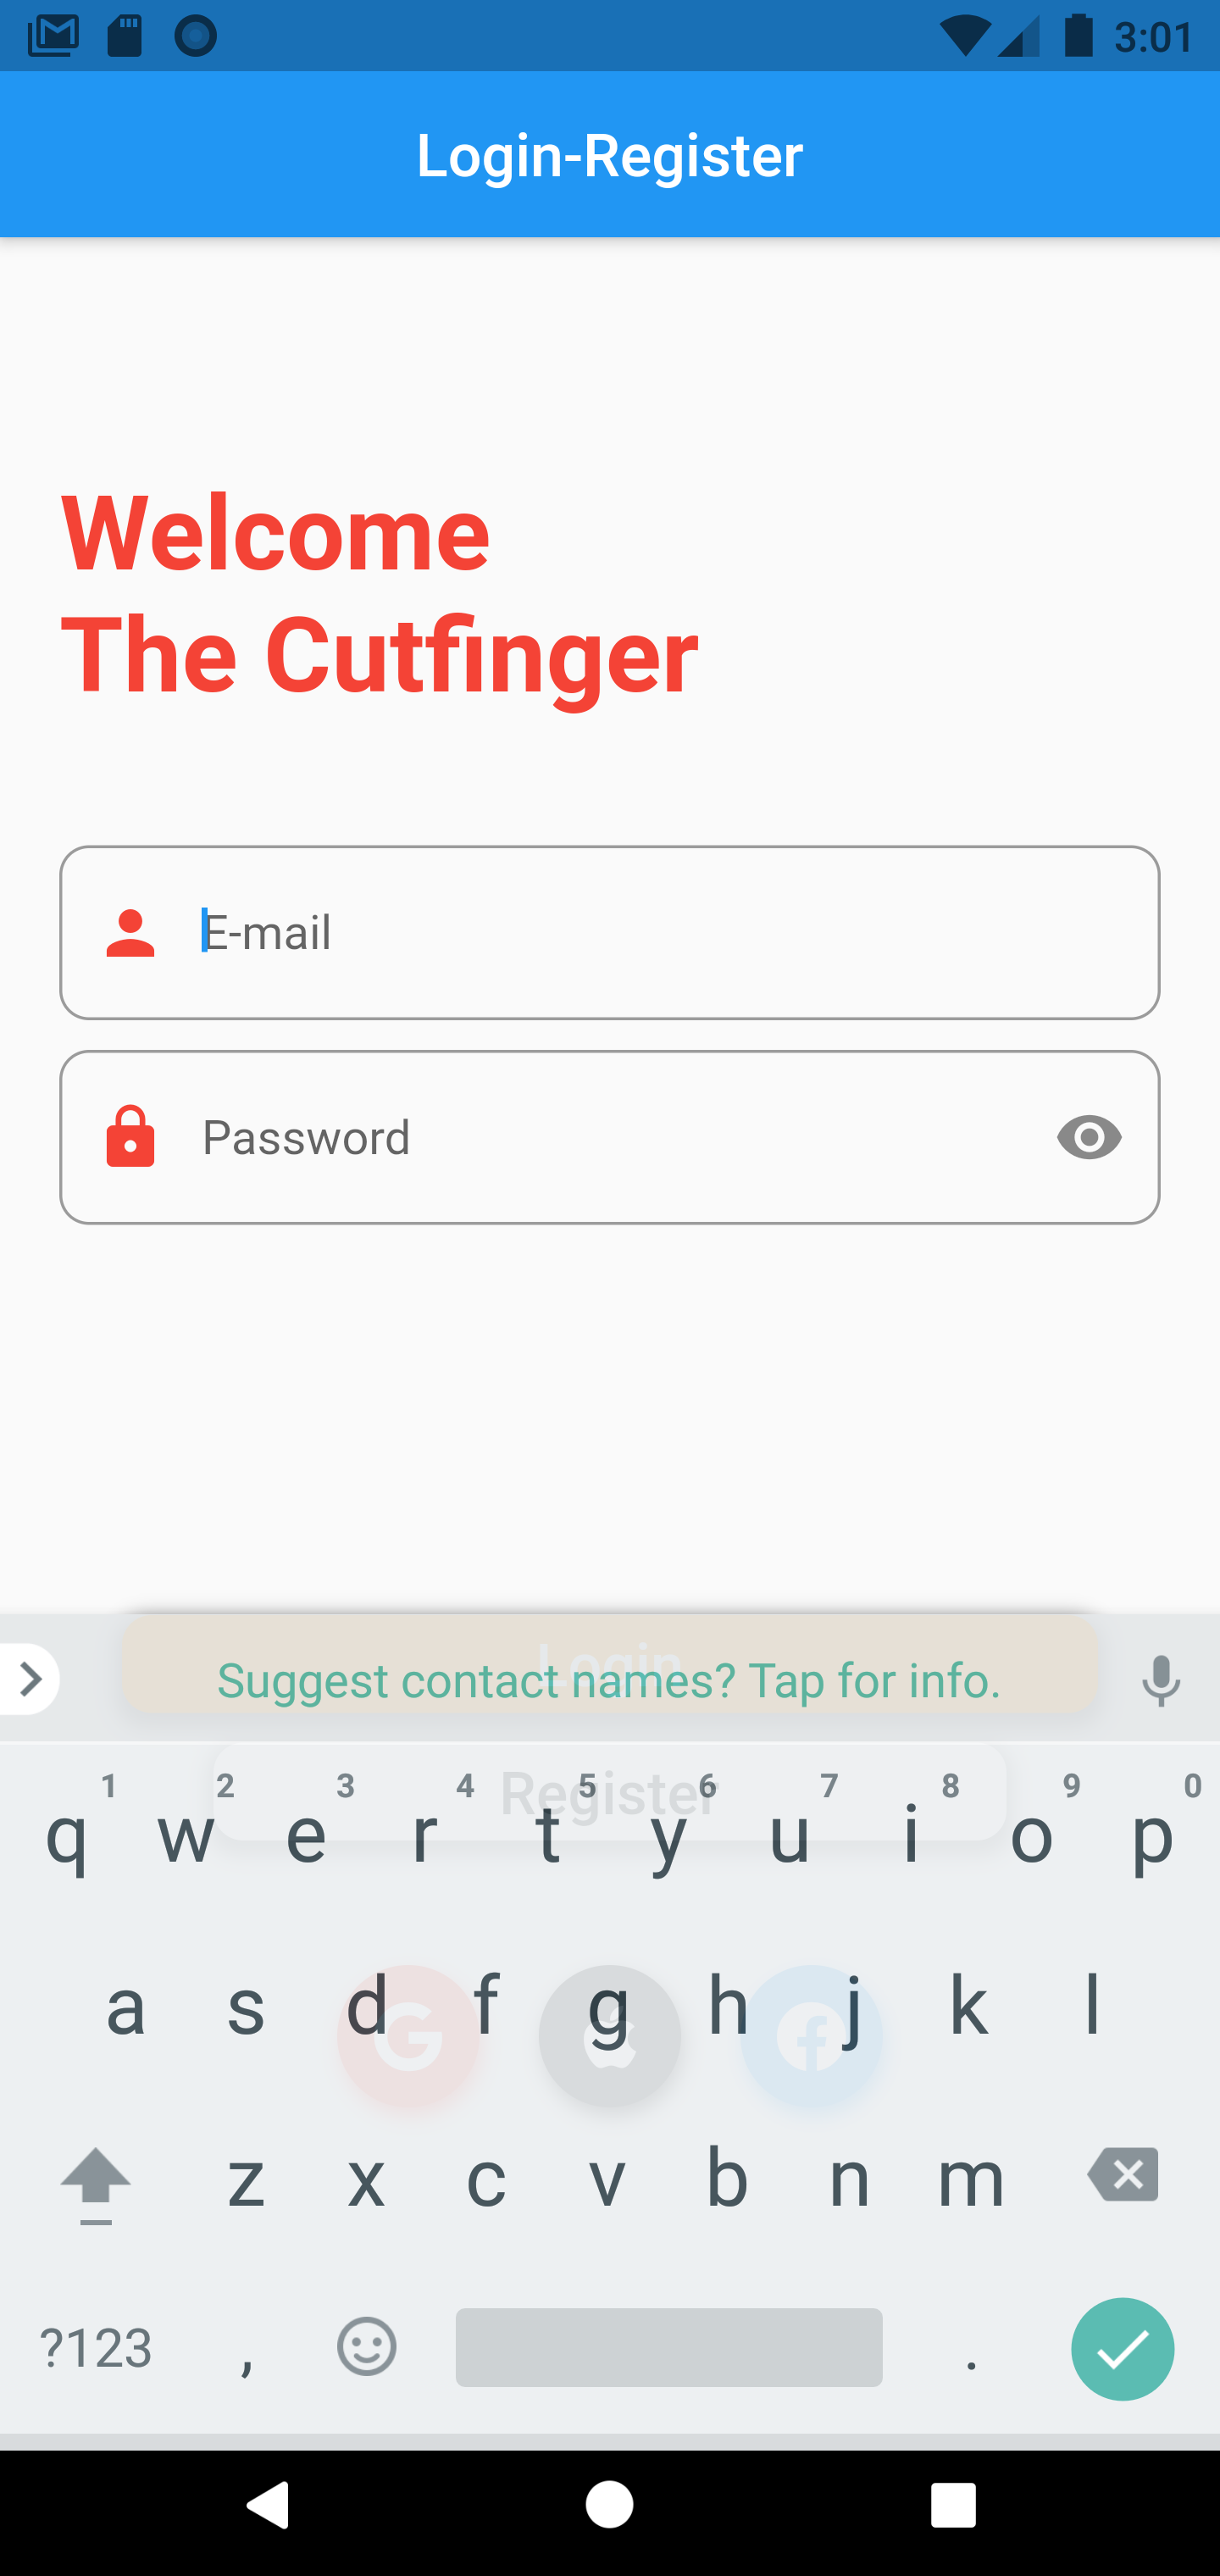 3:01
Login-Register
Welcome
The Cutfinger
E-mail
Password
Login
Suggest contact names? Tap for info.
Register
1 2 3 4 5 6 7 8 9 0
q w e r t y u i o p
a s d f g h j k l
z x c v b n m
?123 , .